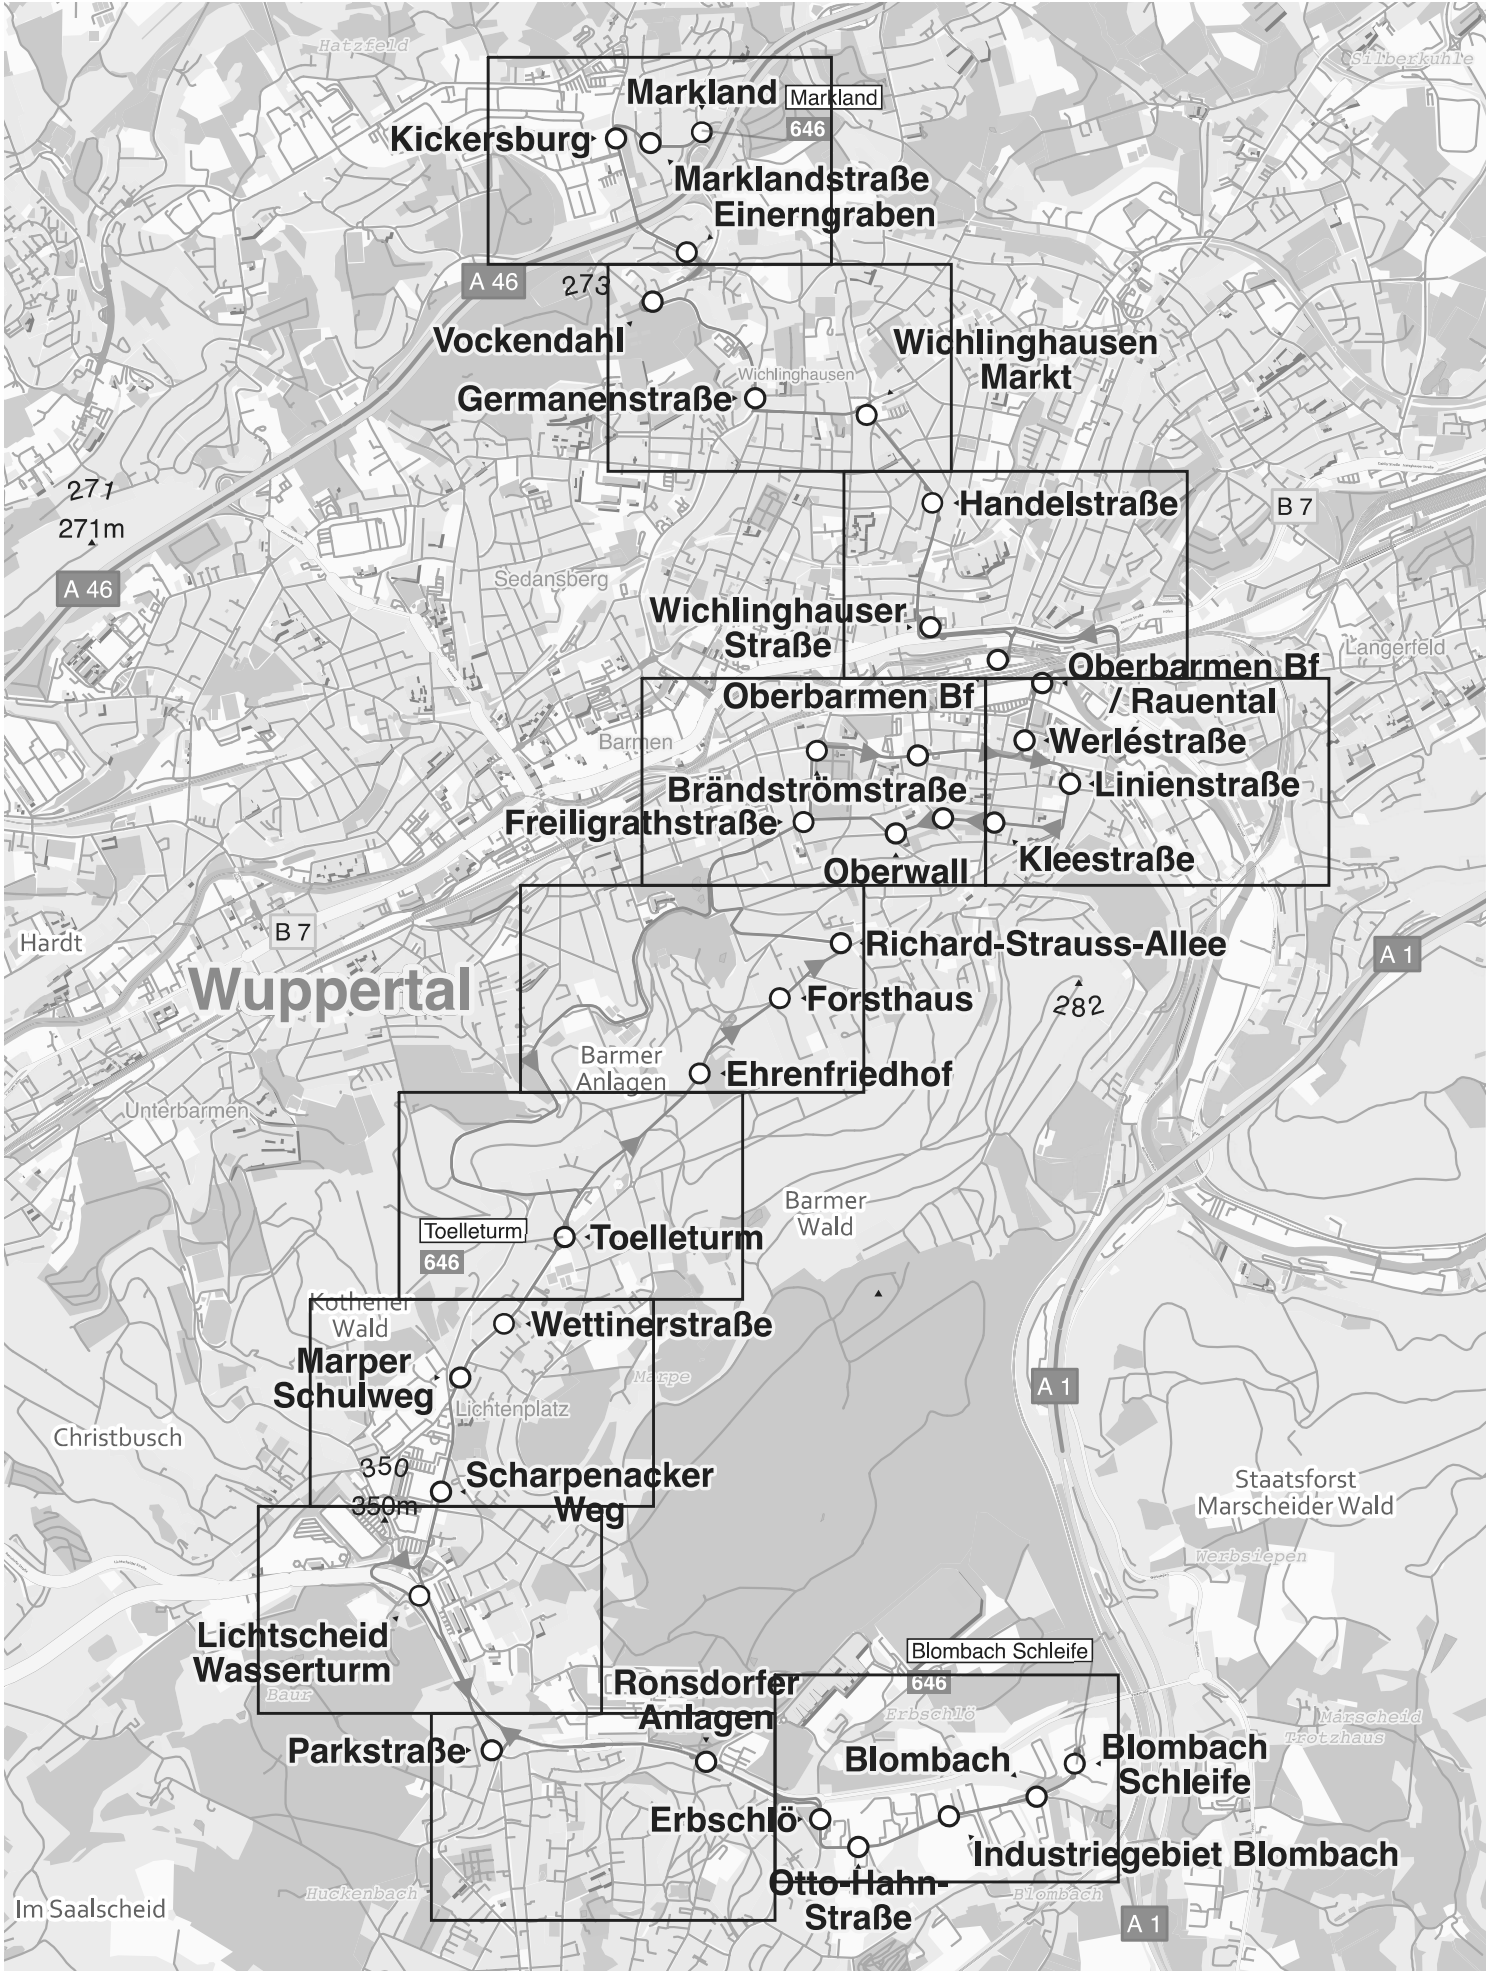 Hatzfeld
Silberkuhle
Markland
Markland
646
Kickersburg
Marklandstraße
Einerngraben
A 46
273
Vockendahl
Wichlinghausen
Markt
Wichlinghausen
Germanenstraße
271
271m
A 46
Handelstraße
B 7
Sedansberg
Wichlinghauser
Straße
Langerfeld
Oberbarmen Bf
/ Rauental
Oberbarmen Bf
Barmen
Werléstraße
Brändströmstraße
Linienstraße
Freiligrathstraße
Oberwall
Kleestraße
Hardt
B 7
Richard-Strauss-Allee
A 1
Wuppertal
Forsthaus
282
Barmer
Anlagen
Ehrenfriedhof
Unterbarmen
Barmer
Wald
Toelleturm
646
Toelleturm
Kothener
Wald
Wettinerstraße
Marper
Schulweg
Marpe
A 1
Lichtenplatz
Christbusch
350
350m
Scharpenacker
Weg
Staatsforst
Marscheider Wald
Werbsiepen
Lichtscheid
Wasserturm
Baur
Ronsdorfer
Anlagen
Blombach Schleife
646
Erbschlö
Marscheid
Trotzhaus
Parkstraße
Blombach
Blombach
Schleife
Erbschlö
Industriegebiet Blombach
Otto-Hahn-
Straße
Huckenbach
Blombach
Im Saalscheid
A 1